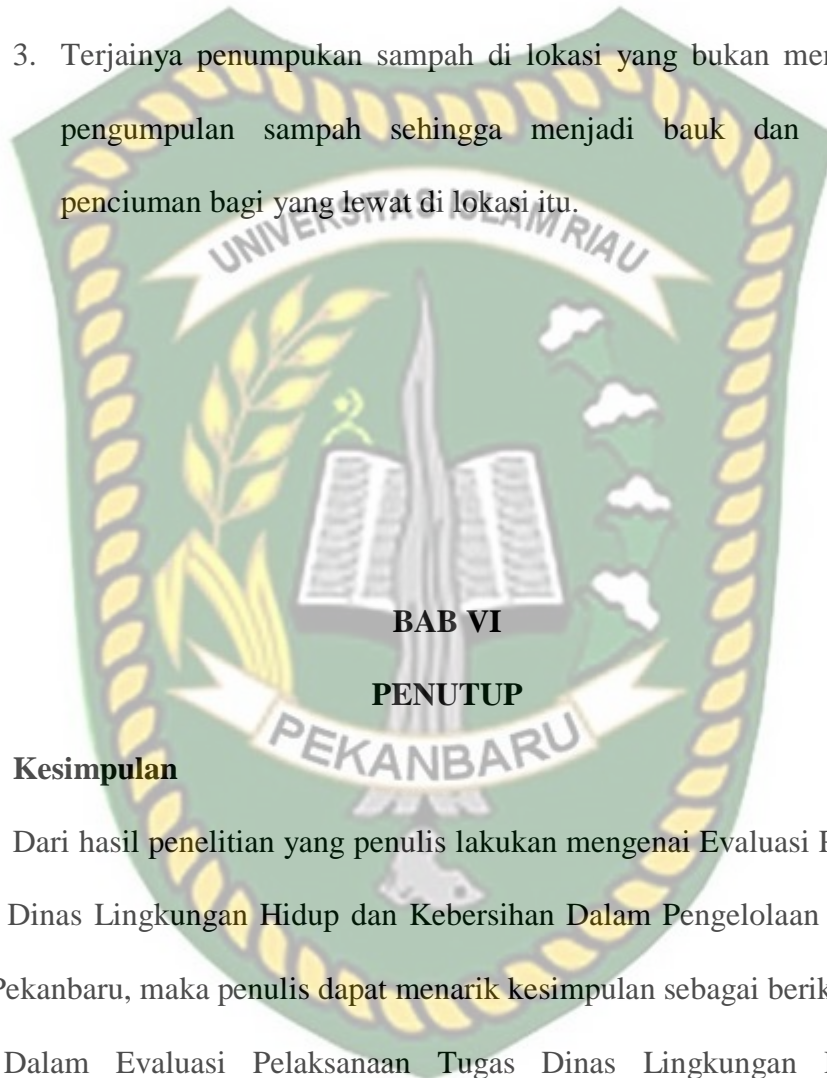 3. Terjainya penumpukan sampah di lokasi yang bukan
pengumpulan sampah sehingga menjadi bauk dan
penciuman bagi yang lewat di lokasi itu.
UNIVERSITAS ISLAM RIAU
BAB VI
PENUTUP
PEKANBARU
Kesimpulan
Dari hasil penelitian yang penulis lakukan mengenai Evaluasi
Dinas Lingkungan Hidup dan Kebersihan Dalam Pengelolaan
Pekanbaru, maka penulis dapat menarik kesimpulan sebagai
Dalam Evaluasi Pelaksanaan Tugas Dinas Lingkungan